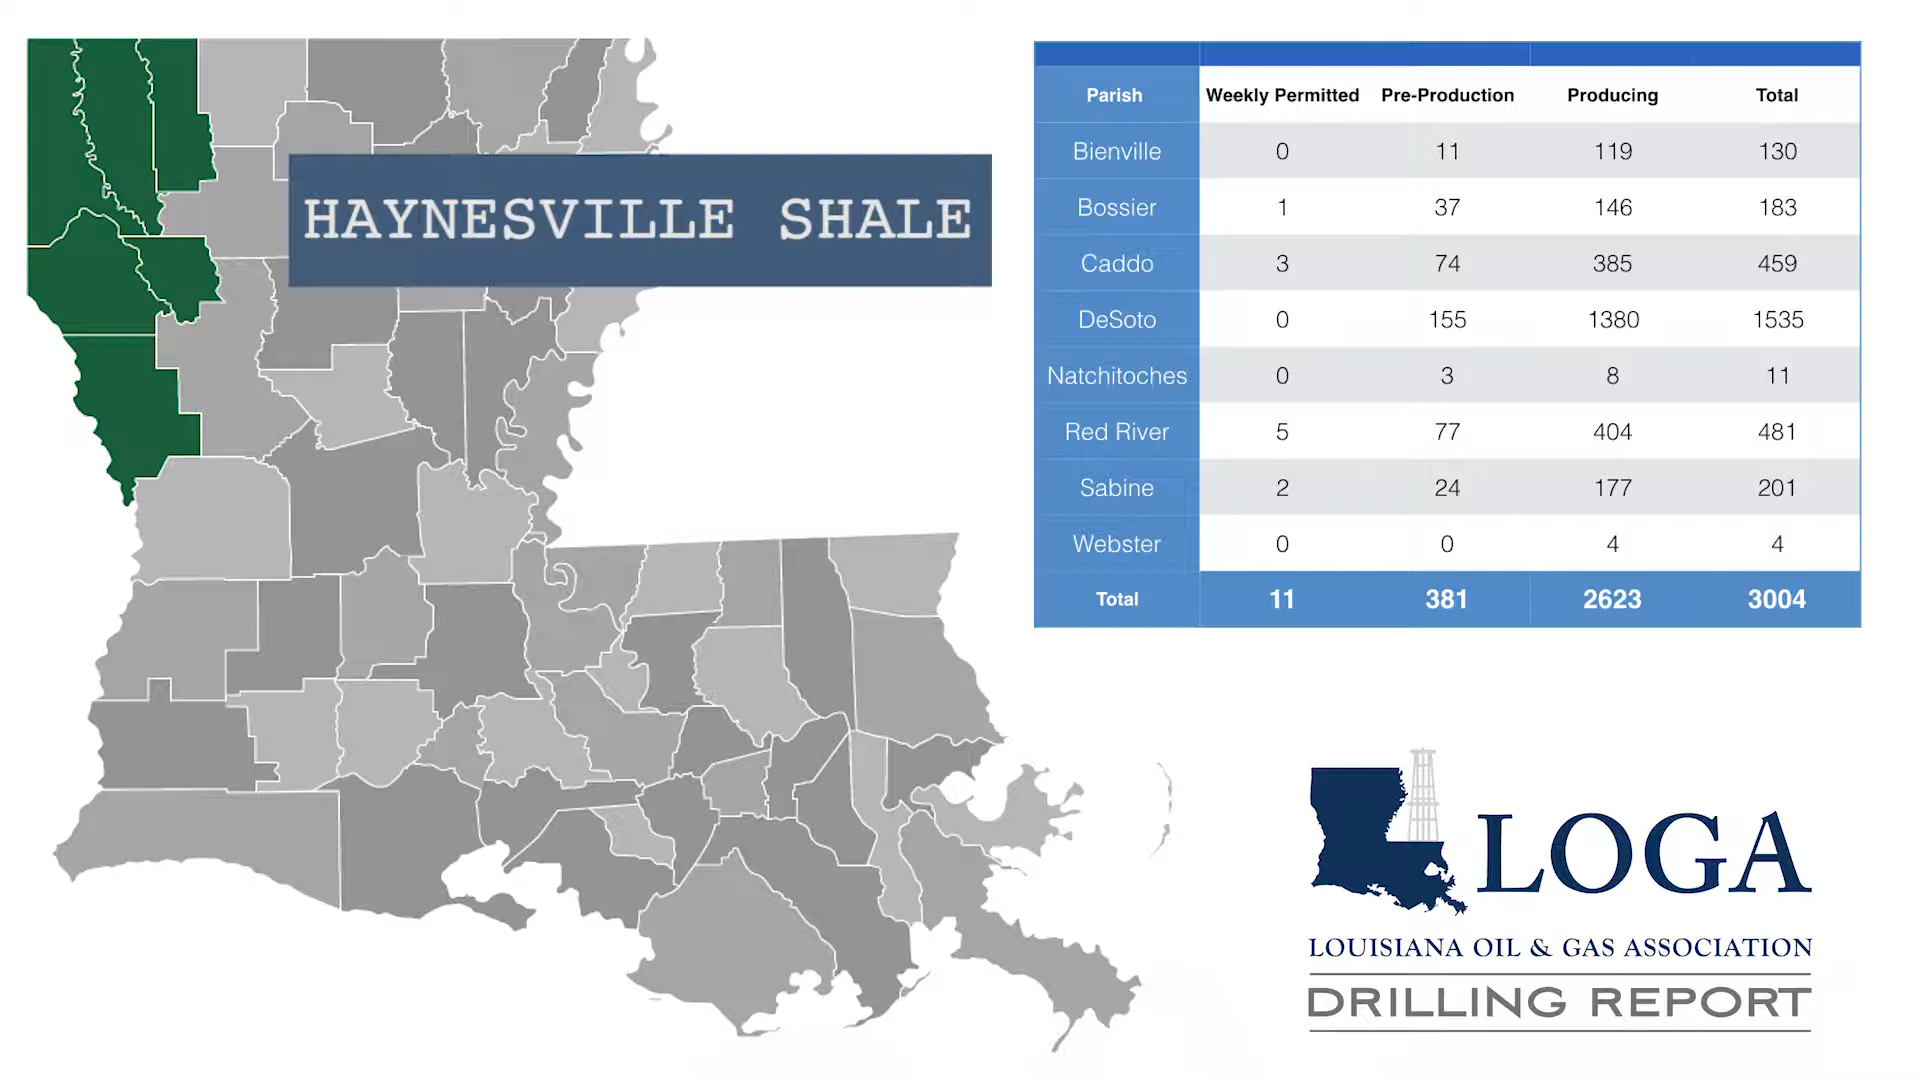 HAYNESVILLE SHALE
Parish Weekly Permitted Pre-Production Producing Total
Bienville 0 11 119 130
Bossier 1 37 146 183
Caddo 3 74 385 459
DeSoto 0 155 1380 1535
Natchitoches 0 3 8 11
Red River 5 77 404 481
Sabine 2 24 177 201
Webster 0 0 4 4
Total 11 381 2623 3004
LOGA
LOUISIANA OIL & GAS ASSOCIATION
DRILLING REPORT